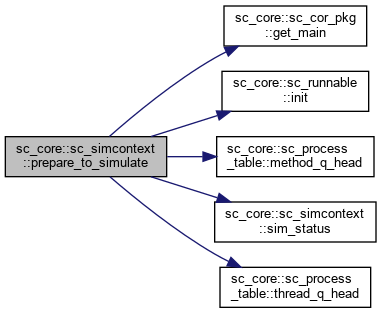 sc_core::sc_cor_pkg
::get_main
sc_core::sc_runnable
::init
sc_core::sc_simcontext
::prepare_to_simulate
sc_core::sc_process
_table::method_q_head
sc_core::sc_simcontext
::sim_status
sc_core::sc_process
_table::thread_q_head